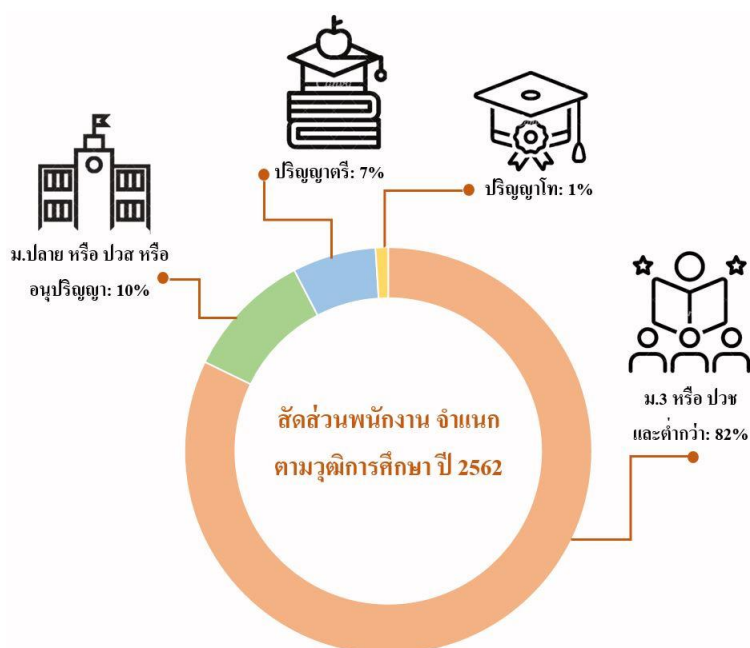 ปริญญาตรี: 7%
ปริญญาโท: 1%
ม.ปลาย หรือ ปวส หรือ
อนุปริญญา: 10%
ม.3 หรือ ปวช
และต่ำกว่า: 82%
สัดส่วนพนักงาน จำแนก
ตามวุฒิการศึกษา ปี 2562